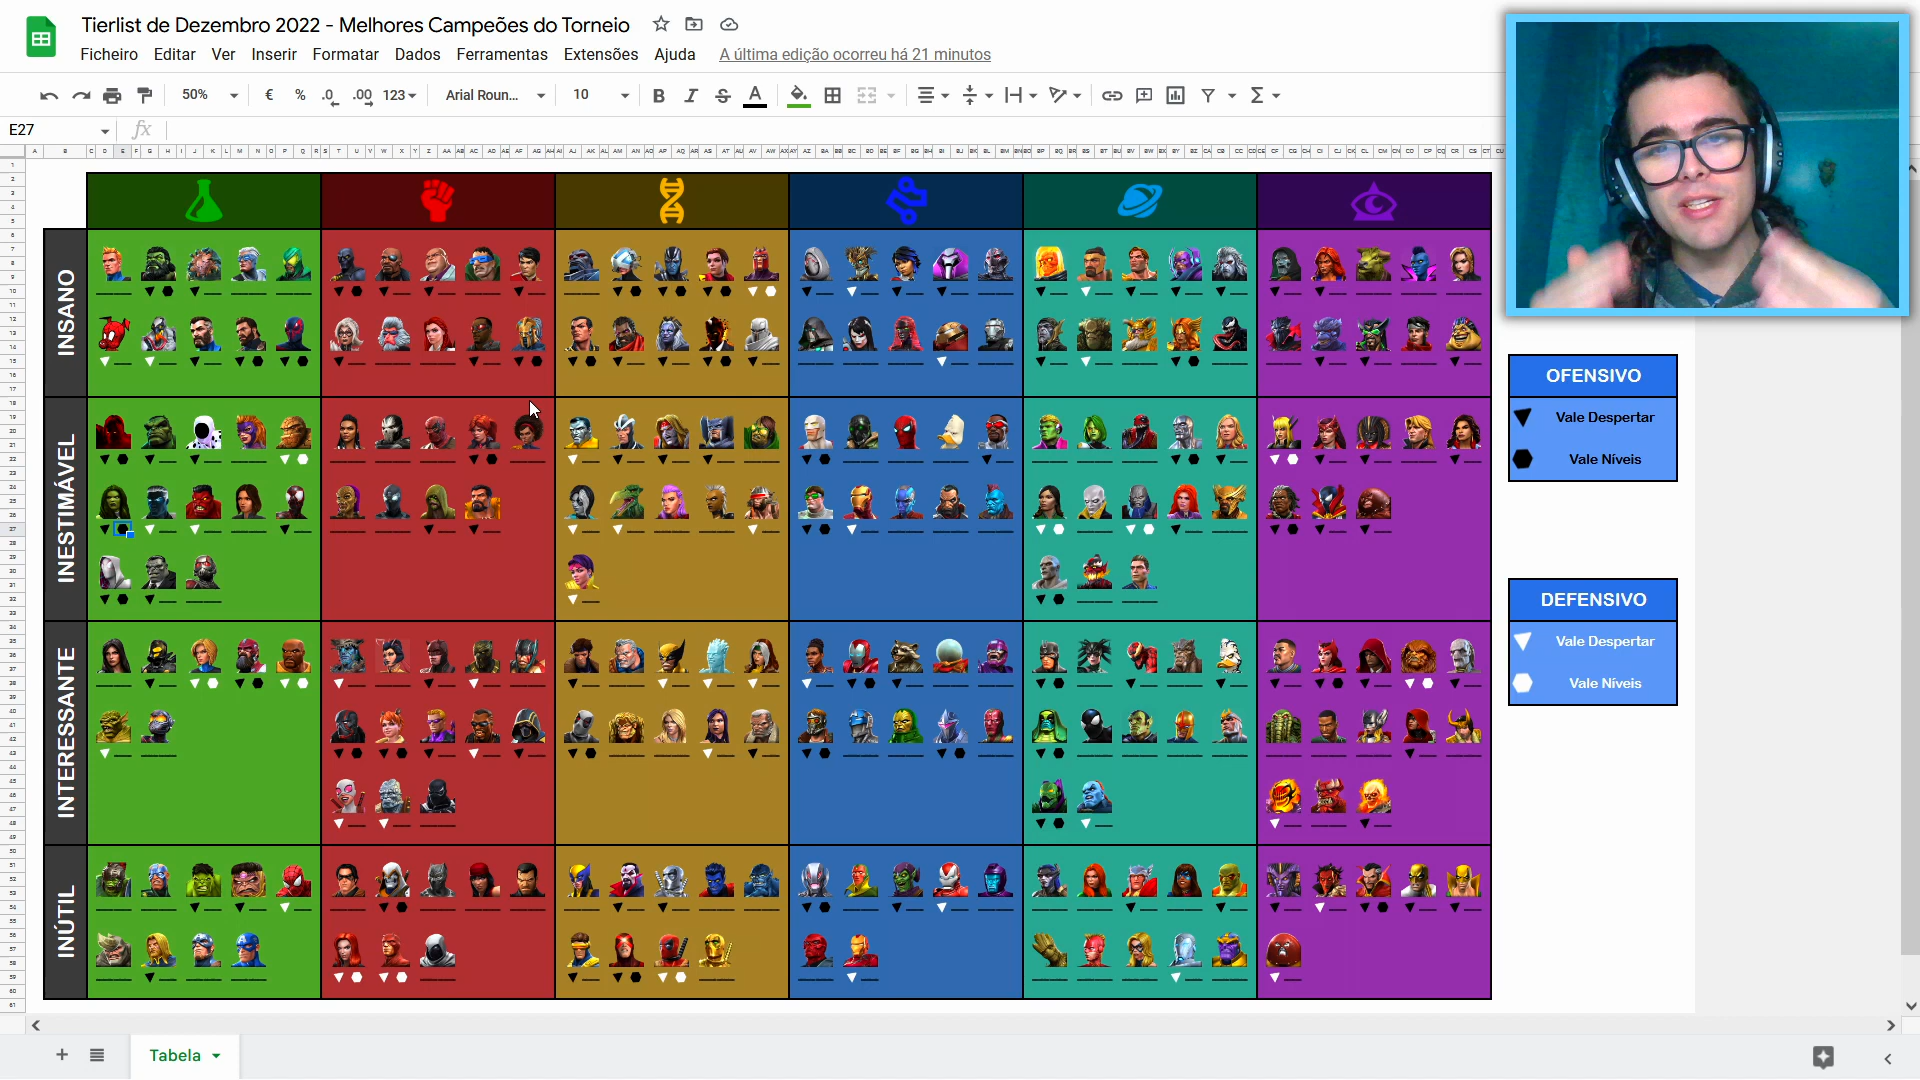 Tierlist de Dezembro 2022 - Melhores Campeões do Torneio
Ficheiro Editar Ver Inserir Formatar Dados Ferramentas Extensões Ajuda A última edição ocorreu há 21 minutos
50% € % .0 .00 123 Arial Roun... 10 B I S A
E27 fx
INSANO
INESTIMÁVEL
INTERESSANTE
INÚTIL
OFENSIVO
Vale Despertar
Vale Níveis
DEFENSIVO
Vale Despertar
Vale Níveis
Tabela